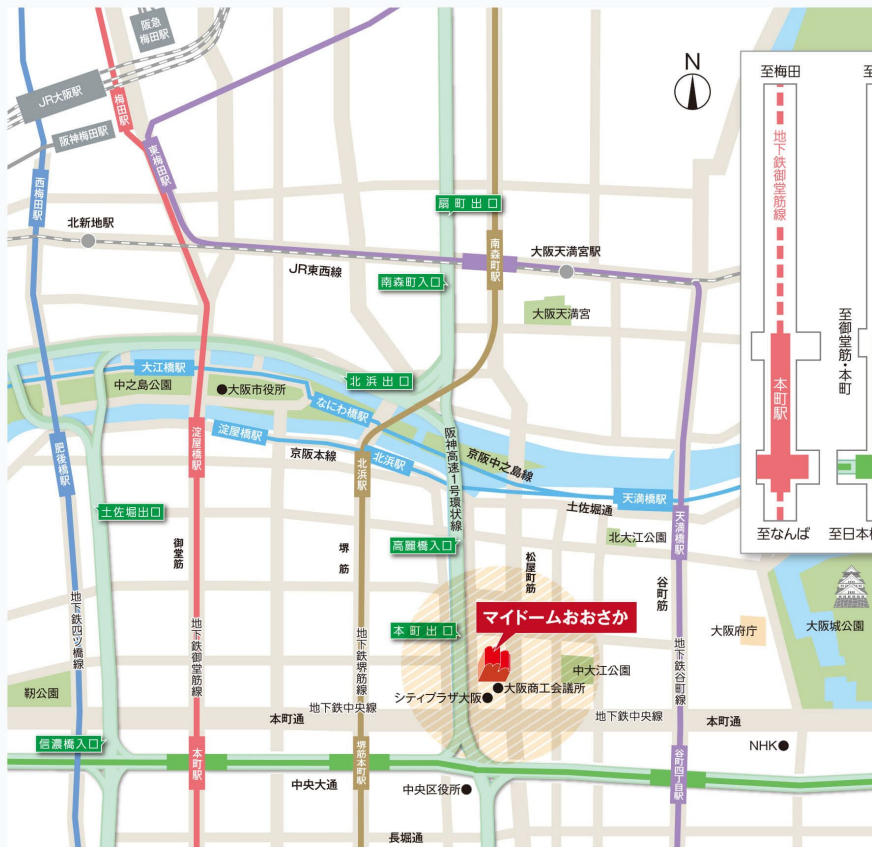 阪急
梅田駅
JR大阪駅
梅田駅
阪神梅田駅
東梅田駅
西梅田駅
北新地駅
扇町出口
南森町駅
大阪天満宮駅
JR東西線
南森町入口
大阪天満宮
N
至梅田
至
地下鉄御堂筋線
本町駅
至御堂筋・本町
至なんば
至日本橋
大江橋駅
中之島公園
大阪市役所
北浜出口
なにわ橋駅
淀屋橋駅
淀屋橋駅
京阪本線
北浜駅
北浜駅
阪神高速1号環状線
京阪中之島線
天満橋駅
肥後橋駅
土佐堀通
天満橋駅
土佐堀出口
御堂筋
堺筋
高麗橋入口
松屋町筋
北大江公園
谷町筋
本町出口
マイドームおおさか
大阪府庁
大阪城公園
地下鉄四ツ橋線
地下鉄御堂筋線
地下鉄堺筋線
中大江公園
地下鉄谷町線
大阪商工会議所
シティプラザ大阪
靭公園
地下鉄中央線
本町通
地下鉄中央線
本町通
信濃橋入口
本町駅
堺筋本町駅
谷町四丁目駅
NHK
中央大通
中央区役所
長堀通